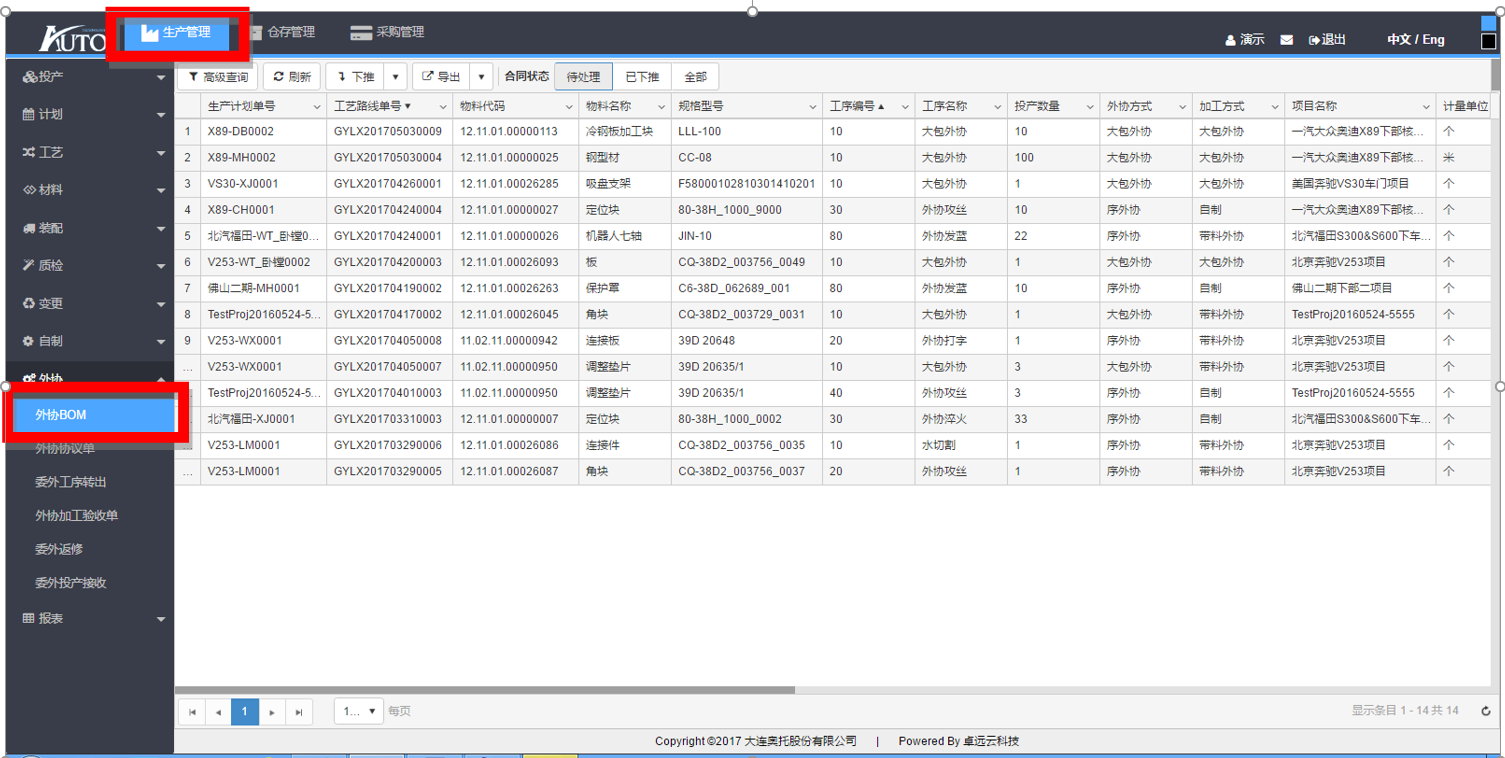 AUTO 生产管理 仓存管理 采购管理 演示 退出 中文 / Eng
投产
计划
工艺
材料
装配
质检
变更
自制
外协
外协BOM
外协协议单
委外工序转出
外协加工验收单
委外返修
委外投产接收
报表
高级查询 刷新 下推 导出 合同状态 待处理 已下推 全部
生产计划单号 工艺路线单号 物料代码 物料名称 规格型号 工序编号 工序名称 投产数量 外协方式 加工方式 项目名称 计量单位
1 X89-DB0002 GYLX201705030009 12.11.01.00000113 冷钢板加工块 LLL-100 10 大包外协 10 大包外协 大包外协 一汽大众奥迪X89下部核... 个
2 X89-MH0002 GYLX201705030004 12.11.01.00000025 钢型材 CC-08 10 大包外协 100 大包外协 大包外协 一汽大众奥迪X89下部核... 米
3 VS30-XJ0001 GYLX201704260001 12.11.01.00026285 吸盘支架 F58000102810301410201 10 大包外协 1 大包外协 大包外协 美国奔驰VS30车门项目 个
4 X89-CH0001 GYLX201704240004 12.11.01.00000027 定位块 80-38H_1000_9000 30 外协攻丝 10 序外协 自制 一汽大众奥迪X89下部核... 个
5 北汽福田-WT_卧镗0... GYLX201704240001 12.11.01.00000026 机器人七轴 JIN-10 80 外协发蓝 22 序外协 带料外协 北汽福田S300&S600下车... 个
6 V253-WT_卧镗0002 GYLX201704200003 12.11.01.00026093 板 CQ-38D2_003756_0049 10 大包外协 1 大包外协 大包外协 北京奔驰V253项目 个
7 佛山二期-MH0001 GYLX201704190002 12.11.01.00026263 保护罩 C6-38D_062689_001 80 外协发蓝 10 序外协 自制 佛山二期下部二项目 个
8 TestProj20160524-5... GYLX201704170002 12.11.01.00026045 角块 CQ-38D2_003729_0031 10 大包外协 1 大包外协 带料外协 TestProj20160524-5555 个
9 V253-WX0001 GYLX201704050008 11.02.11.00000942 连接板 39D 20648 20 外协打字 1 序外协 带料外协 北京奔驰V253项目 个
... V253-WX0001 GYLX201704050007 11.02.11.00000950 调整垫片 39D 20635/1 10 大包外协 3 大包外协 带料外协 北京奔驰V253项目 个
TestProj20160524-5... GYLX201704010003 11.02.11.00000950 调整垫片 39D 20635/1 40 外协攻丝 3 序外协 自制 TestProj20160524-5555 个
北汽福田-XJ0001 GYLX201703310003 12.11.01.00000007 定位块 80-38H_1000_0002 30 外协淬火 33 序外协 自制 北汽福田S300&S600下车... 个
... V253-LM0001 GYLX201703290006 12.11.01.00026086 连接件 CQ-38D2_003756_0035 10 水切割 1 序外协 带料外协 北京奔驰V253项目 个
... V253-LM0001 GYLX201703290005 12.11.01.00026087 角块 CQ-38D2_003756_0037 20 外协攻丝 1 序外协 带料外协 北京奔驰V253项目 个
1 1... 每页 显示条目 1 - 14 共 14
Copyright ©2017 大连奥托股份有限公司 | Powered By 卓远云科技